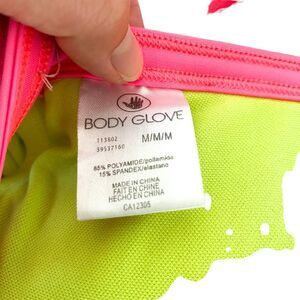 BODY GLOVE
113802 M/M/M
39537160
85% POLYAMIDE/poliamida
15% SPANDEX/elastano
MADE IN CHINA
FAIT EN CHINE
HECHO EN CHINA
CA12305